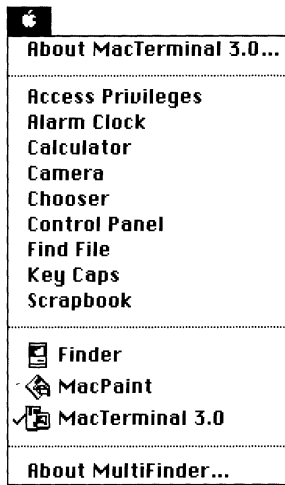 About MacTerminal 3.0...
Access Privileges
Alarm Clock
Calculator
Camera
Chooser
Control Panel
Find File
Key Caps
Scrapbook
Finder
MacPaint
MacTerminal 3.0
About MultiFinder...